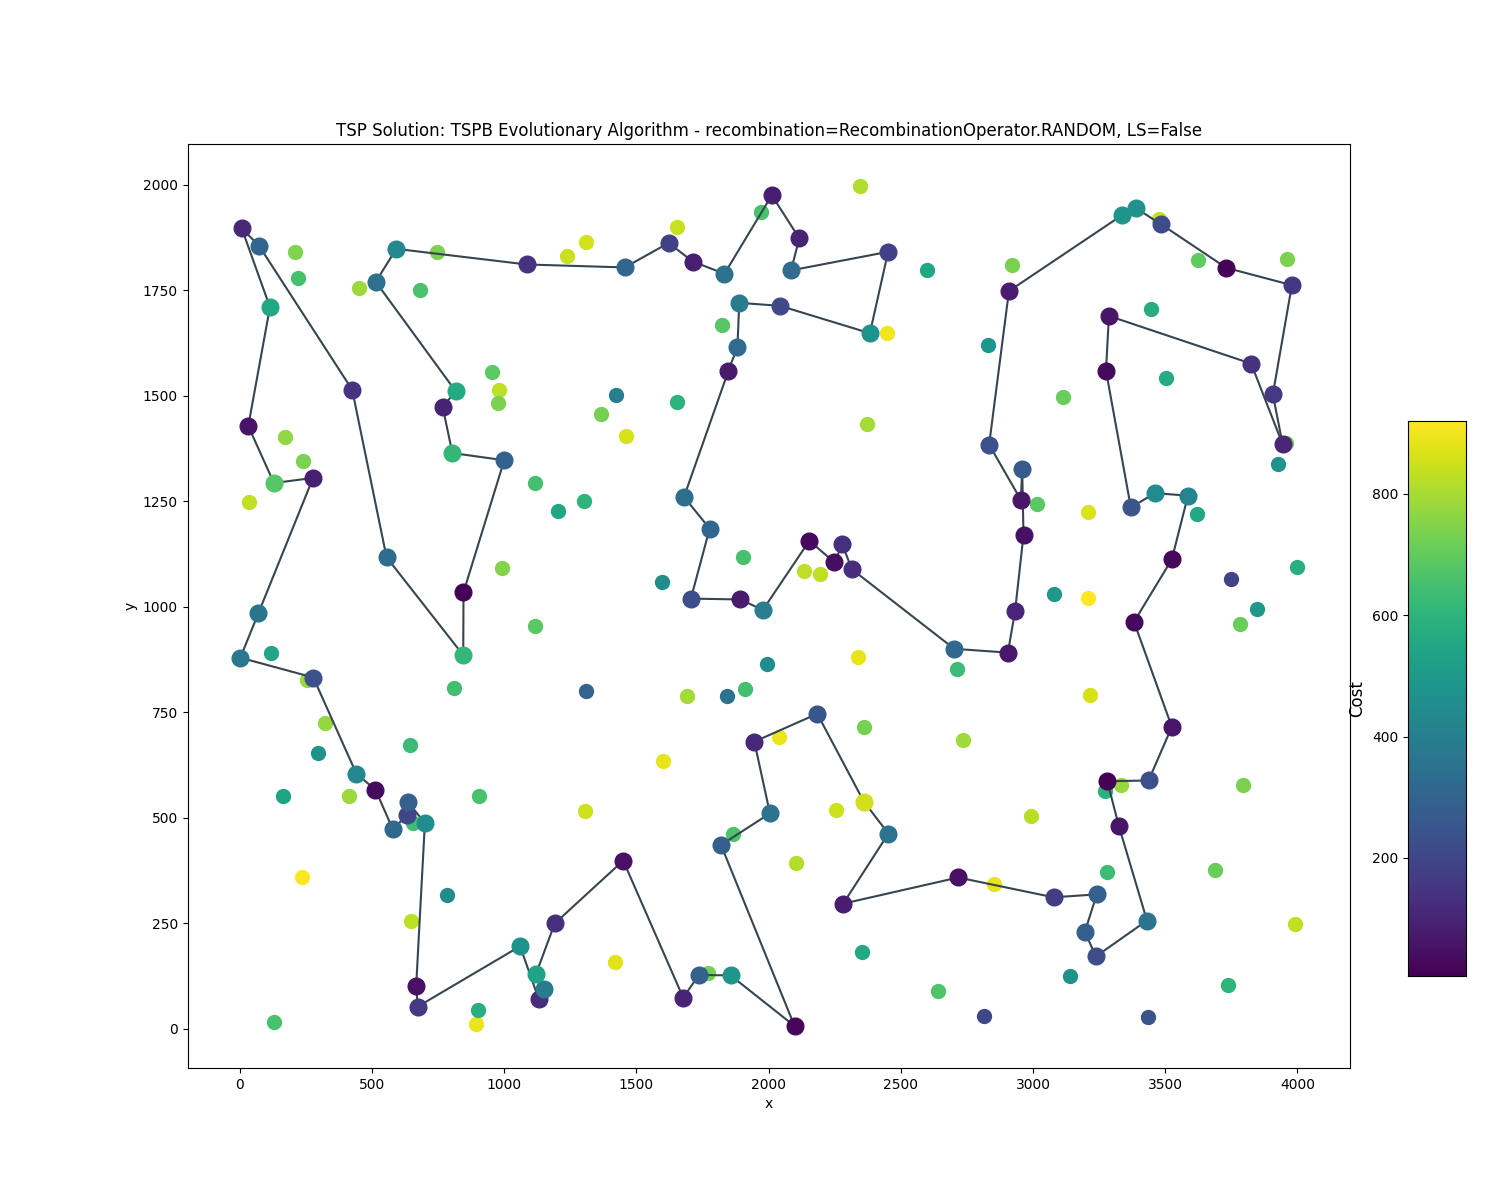 TSP Solution: TSPB Evolutionary Algorithm - recombination=RecombinationOperator.RANDOM, LS=False
2000
1750
1500
1250
1000
750
500
250
0
y
0 500 1000 1500 2000 2500 3000 3500 4000
x
800
600
400
200
Cost